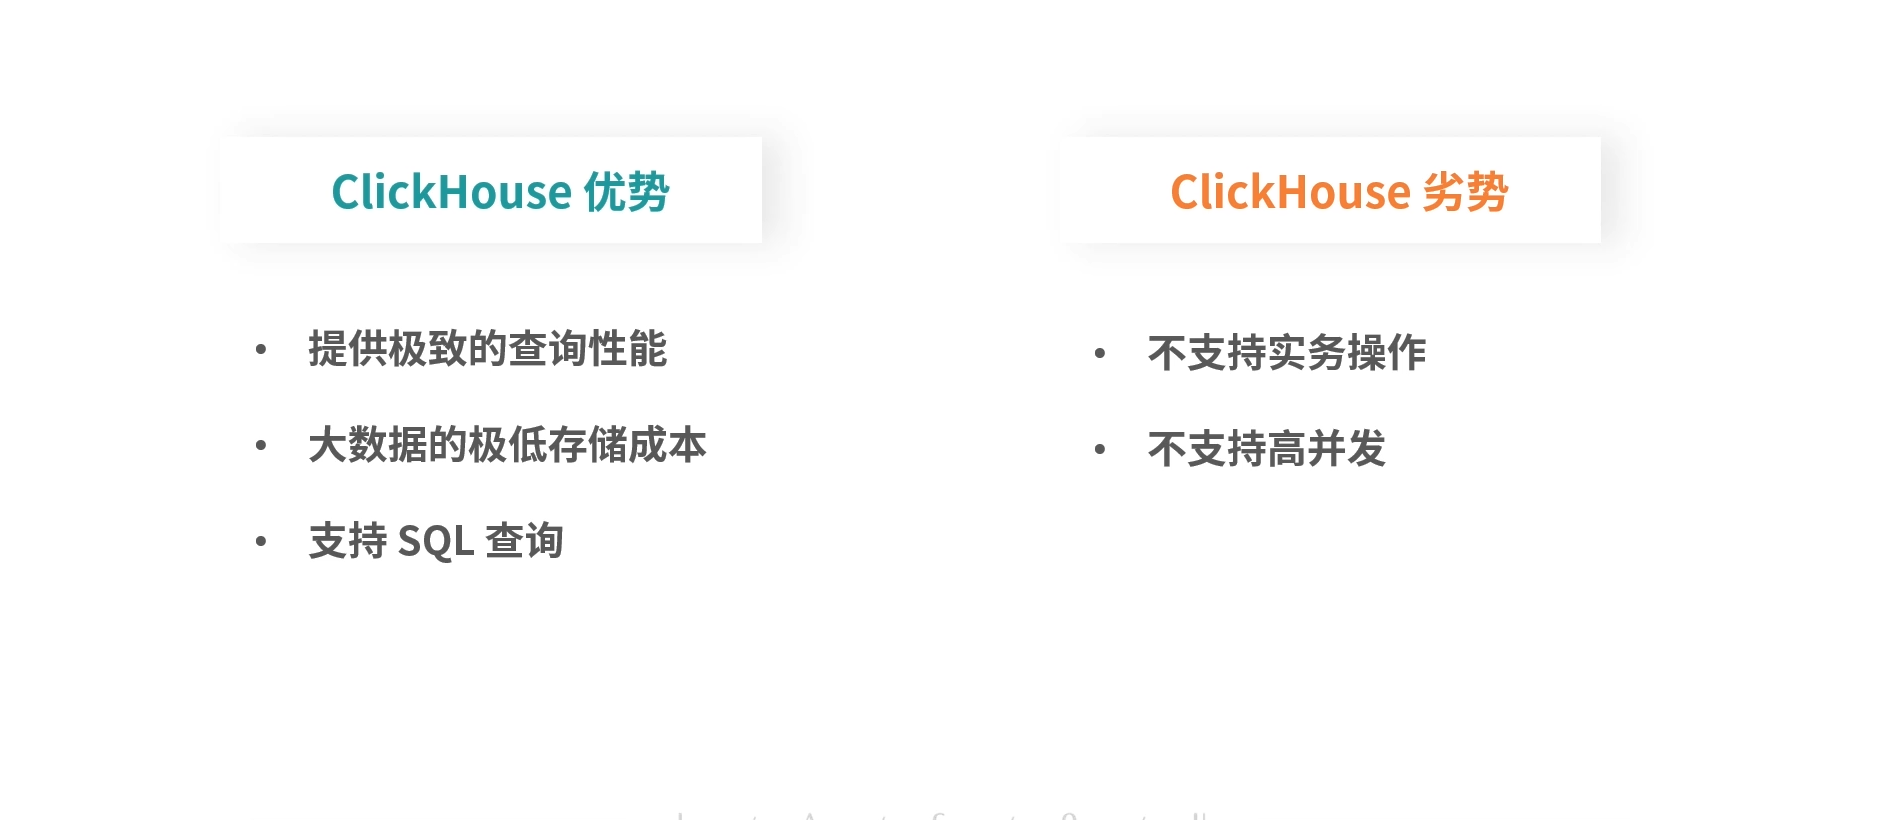 ClickHouse 优势
• 提供极致的查询性能
• 大数据的极低存储成本
• 支持 SQL 查询
ClickHouse 劣势
• 不支持实务操作
• 不支持高并发